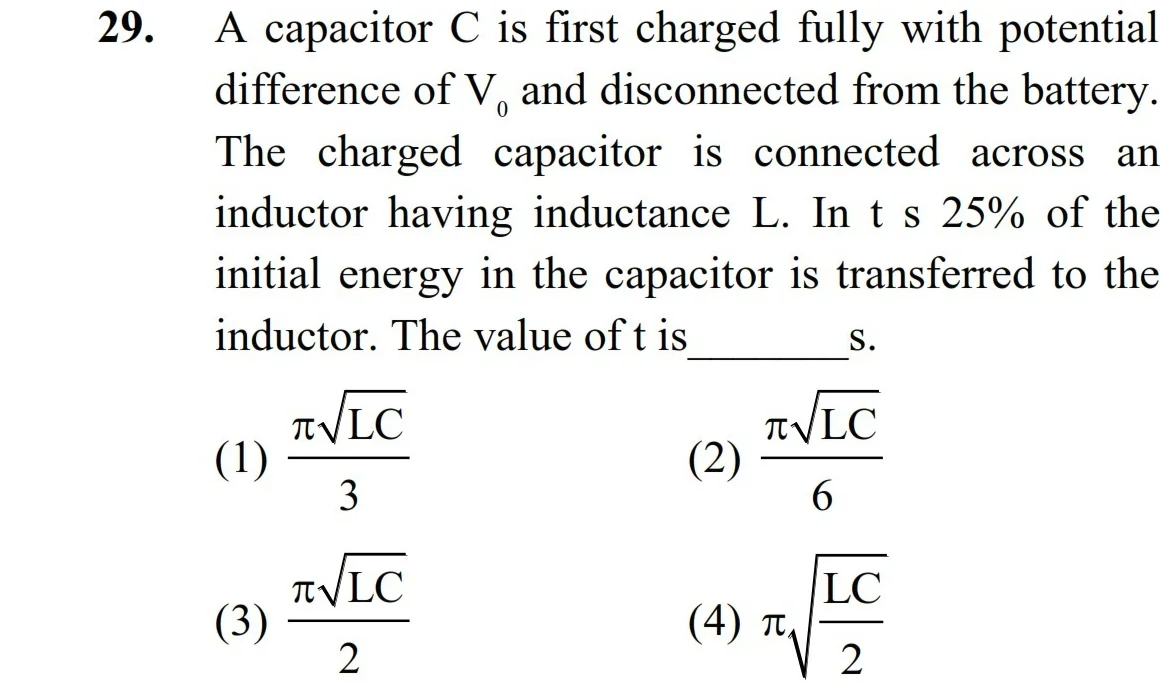 29. A capacitor C is first charged fully with potential
difference of V₀ and disconnected from the battery.
The charged capacitor is connected across an
inductor having inductance L. In t s 25% of the
initial energy in the capacitor is transferred to the
inductor. The value of t is_______s.
(1) π√LC / 3 (2) π√LC / 6
(3) π√LC / 2 (4) π√(LC / 2)